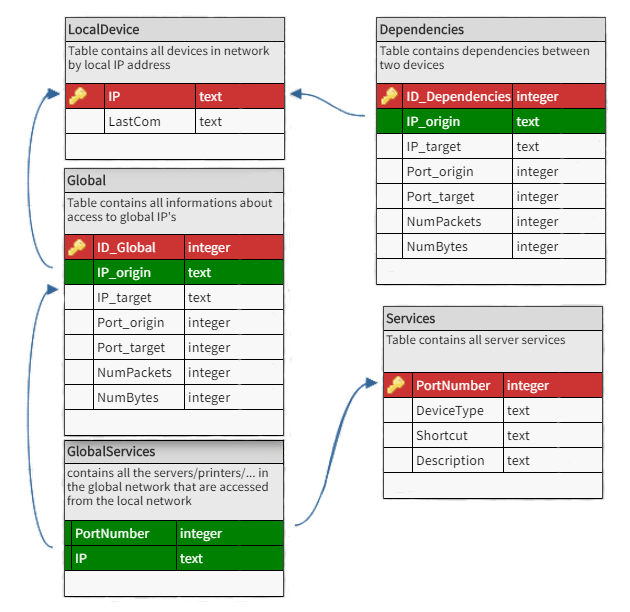 LocalDevice
Table contains all devices in network
by local IP address
IP text
LastCom text
Global
Table contains all informations about
access to global IP's
ID_Global integer
IP_origin text
IP_target text
Port_origin integer
Port_target integer
NumPackets integer
NumBytes integer
GlobalServices
contains all the servers/printers/... in
the global network that are accessed
from the local network
PortNumber integer
IP text
Dependencies
Table contains dependencies between
two devices
ID_Dependencies integer
IP_origin text
IP_target text
Port_origin integer
Port_target integer
NumPackets integer
NumBytes integer
Services
Table contains all server services
PortNumber integer
DeviceType text
Shortcut text
Description text